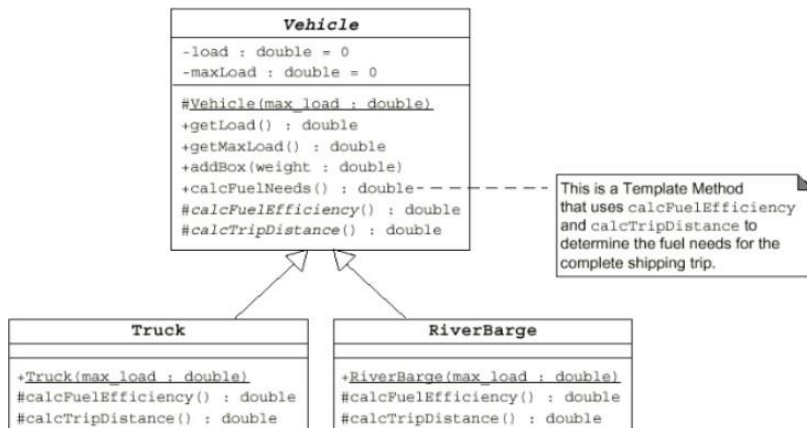 Vehicle
-load : double = 0
-maxLoad : double = 0
#Vehicle(max_load : double)
+getLoad() : double
+getMaxLoad() : double
+addBox(weight : double)
+calcFuelNeeds() : double
#calcFuelEfficiency() : double
#calcTripDistance() : double
This is a Template Method
that uses calcFuelEfficiency
and calcTripDistance to
determine the fuel needs for the
complete shipping trip.
Truck
+Truck(max_load : double)
#calcFuelEfficiency() : double
#calcTripDistance() : double
RiverBarge
+RiverBarge(max_load : double)
#calcFuelEfficiency() : double
#calcTripDistance() : double